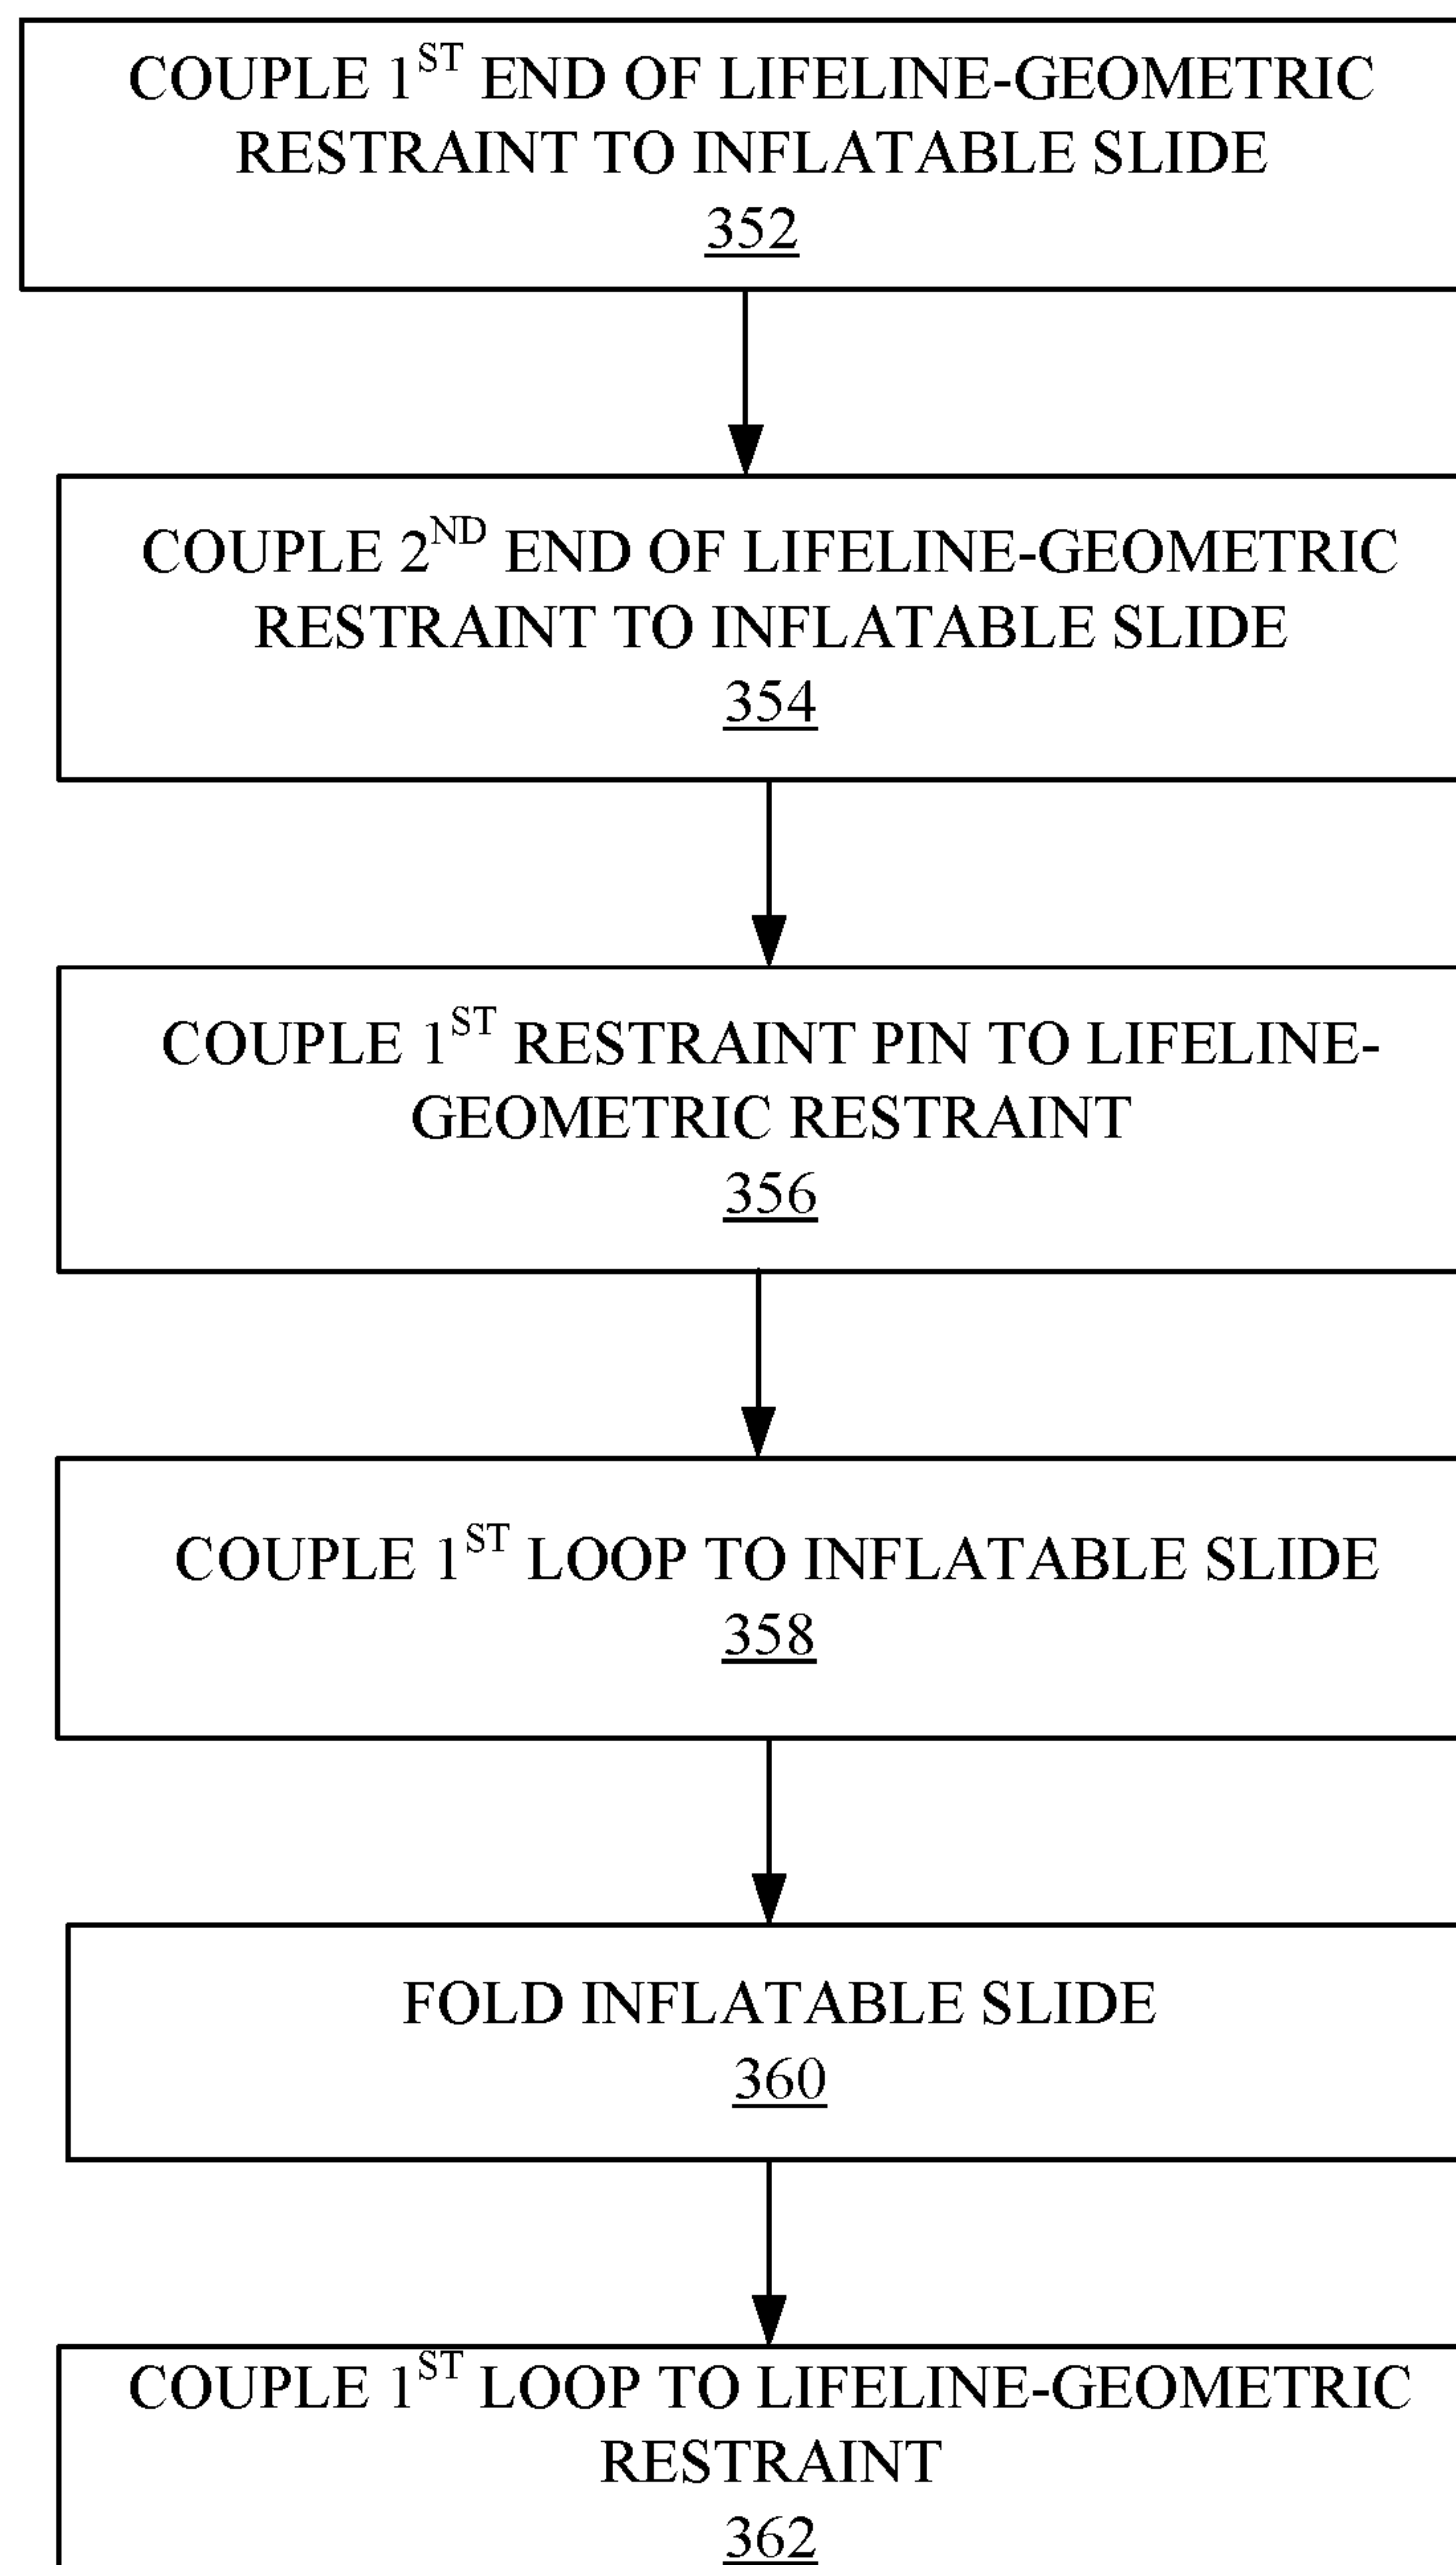 COUPLE 1ST END OF LIFELINE-GEOMETRIC
RESTRAINT TO INFLATABLE SLIDE
352
COUPLE 2ND END OF LIFELINE-GEOMETRIC
RESTRAINT TO INFLATABLE SLIDE
354
COUPLE 1ST RESTRAINT PIN TO LIFELINE-
GEOMETRIC RESTRAINT
356
COUPLE 1ST LOOP TO INFLATABLE SLIDE
358
FOLD INFLATABLE SLIDE
360
COUPLE 1ST LOOP TO LIFELINE-GEOMETRIC
RESTRAINT
362